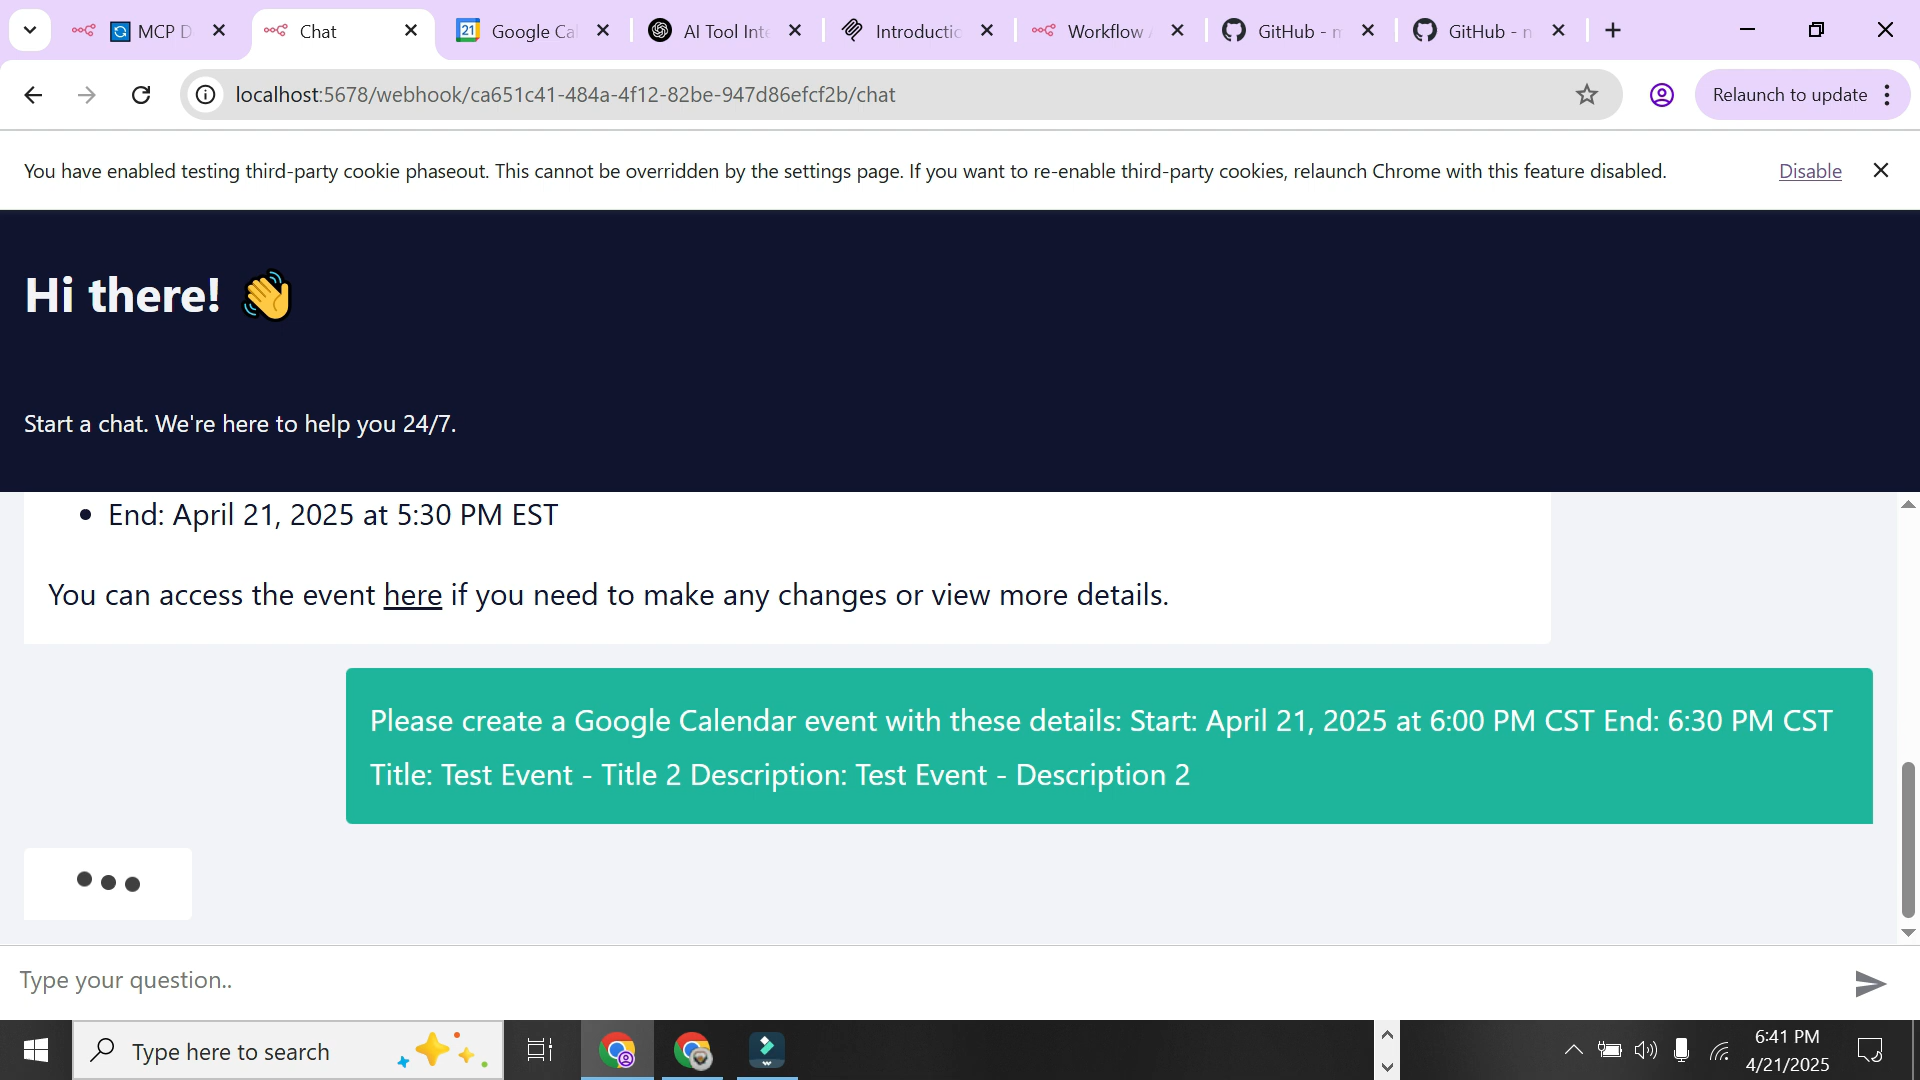 MCP D
Chat
21
Google Ca
AI Tool Inte
Introductio
Workflow
GitHub - n
GitHub - n
localhost:5678/webhook/ca651c41-484a-4f12-82be-947d86efcf2b/chat
Relaunch to update
You have enabled testing third-party cookie phaseout. This cannot be overridden by the settings page. If you want to re-enable third-party cookies, relaunch Chrome with this feature disabled.
Disable
Hi there! 👋
Start a chat. We're here to help you 24/7.
• End: April 21, 2025 at 5:30 PM EST
You can access the event here if you need to make any changes or view more details.
Please create a Google Calendar event with these details: Start: April 21, 2025 at 6:00 PM CST End: 6:30 PM CST
Title: Test Event - Title 2 Description: Test Event - Description 2
Type your question..
Type here to search
6:41 PM
4/21/2025